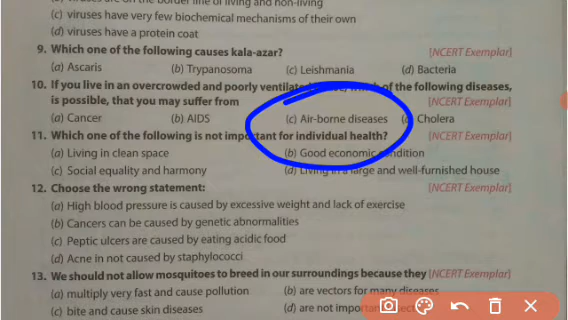 (c) viruses have very few biochemical mechanisms of their own
(d) viruses have a protein coat
9. Which one of the following causes kala-azar? [NCERT Exemplar]
(a) Ascaris (b) Trypanosoma (c) Leishmania (d) Bacteria
10. If you live in an overcrowded and poorly of the following diseases,
is possible, that you may suffer from [NCERT Exemplar]
(a) Cancer (b) AIDS (c) Air-borne diseases Cholera
11. Which one of the following is not important for individual health? [NCERT Exemplar]
(a) Living in clean space (b) Good economic condition
(c) Social equality and harmony (d) Living in a large and well-furnished house
12. Choose the wrong statement: [NCERT Exemplar]
(a) High blood pressure is caused by excessive weight and lack of exercise
(b) Cancers can be caused by genetic abnormalities
(c) Peptic ulcers are caused by eating acidic food
(d) Acne in not caused by staphylococci
13. We should not allow mosquitoes to breed in our surroundings because they [NCERT Exemplar]
(a) multiply very fast and cause pollution (b) are vectors for many diseases
(c) bite and cause skin diseases (d) are not